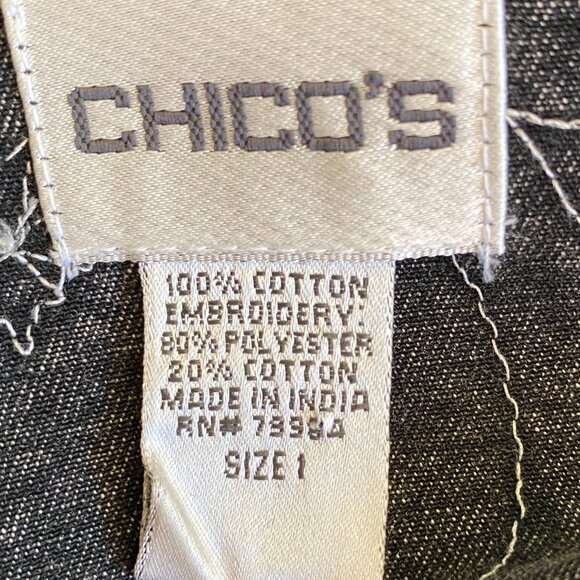 CHICO'S
100% COTTON
EMBROIDERY:
80% POLYESTER
20% COTTON
MADE IN INDIA
RN# 79984
SIZE 1